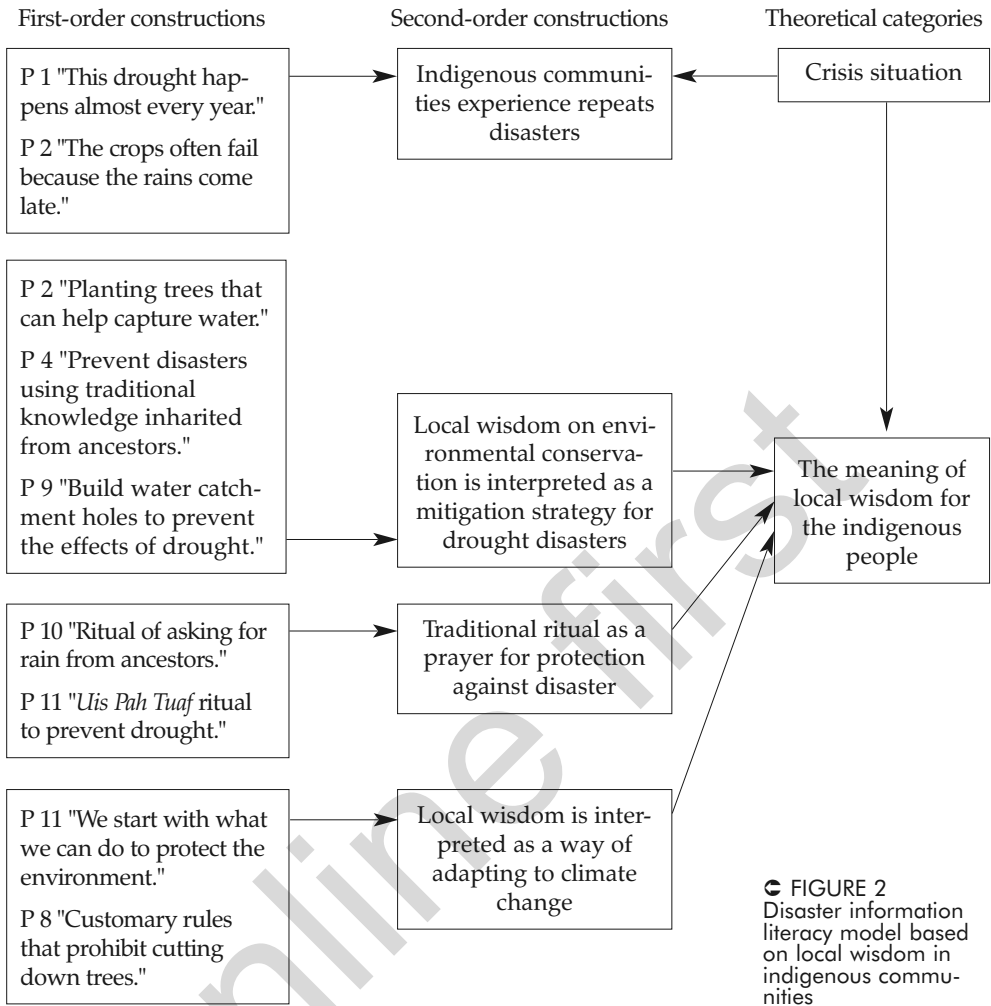 First-order constructions
Second-order constructions
Theoretical categories
P 1 "This drought hap-
pens almost every year."
P 2 "The crops often fail
because the rains come
late."
Indigenous communi-
ties experience repeats
disasters
Crisis situation
P 2 "Planting trees that
can help capture water."
P 4 "Prevent disasters
using traditional
knowledge inharited
from ancestors."
P 9 "Build water catch-
ment holes to prevent
the effects of drought."
Local wisdom on envi-
ronmental conserva-
tion is interpreted as a
mitigation strategy for
drought disasters
The meaning of
local wisdom for
the indigenous
people
P 10 "Ritual of asking for
rain from ancestors."
P 11 "Uis Pah Tuaf ritual
to prevent drought."
Traditional ritual as a
prayer for protection
against disaster
P 11 "We start with what
we can do to protect the
environment."
P 8 "Customary rules
that prohibit cutting
down trees."
Local wisdom is inter-
preted as a way of
adapting to climate
change
FIGURE 2
Disaster information
literacy model based
on local wisdom in
indigenous commu-
nities
nline first